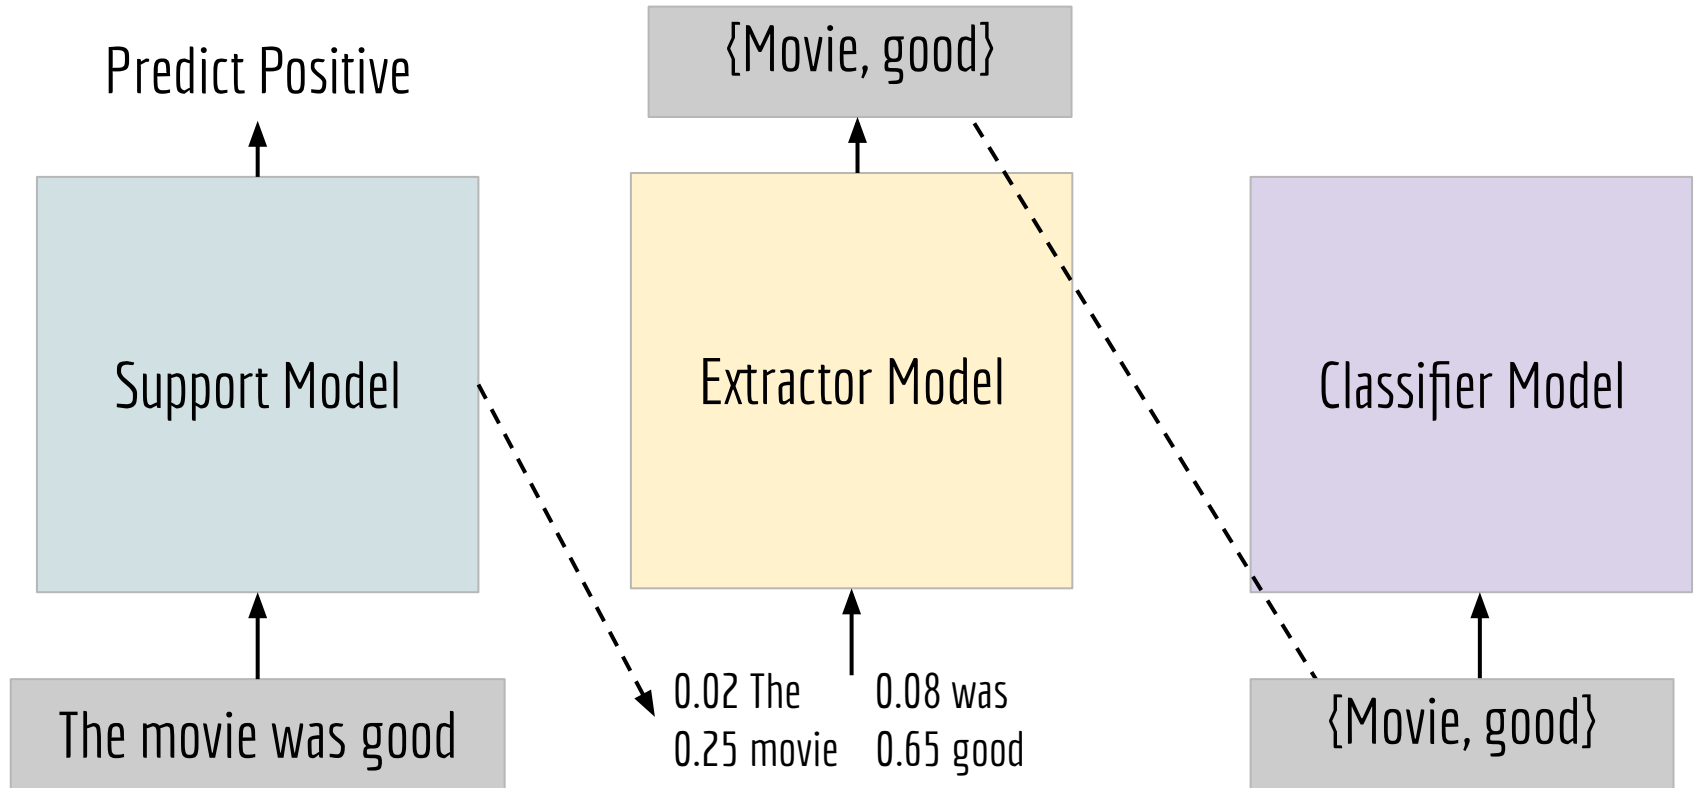 Predict Positive
Support Model
The movie was good
{Movie, good}
Extractor Model
0.02 The 0.08 was
0.25 movie 0.65 good
Classifier Model
{Movie, good}